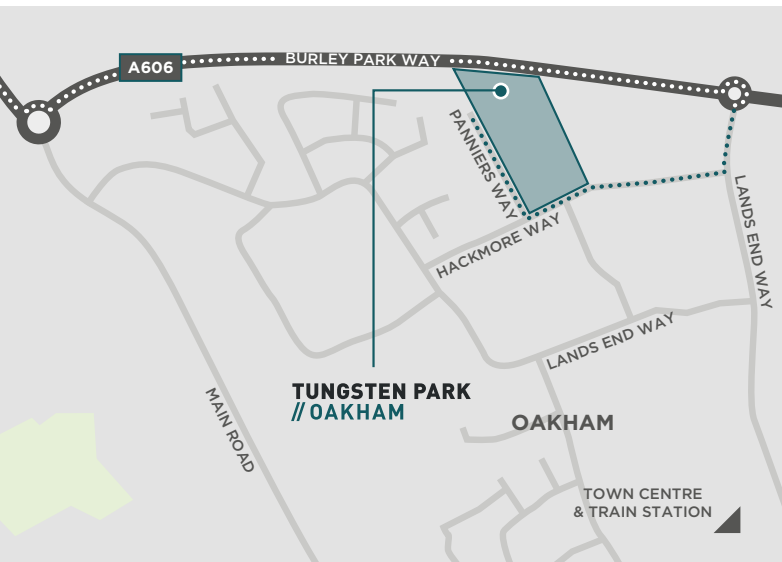 A606
BURLEY PARK WAY
PANNIERS WAY
HACKMORE WAY
LANDS END WAY
LANDS END WAY
TUNGSTEN PARK
// OAKHAM
MAIN ROAD
OAKHAM
TOWN CENTRE
& TRAIN STATION